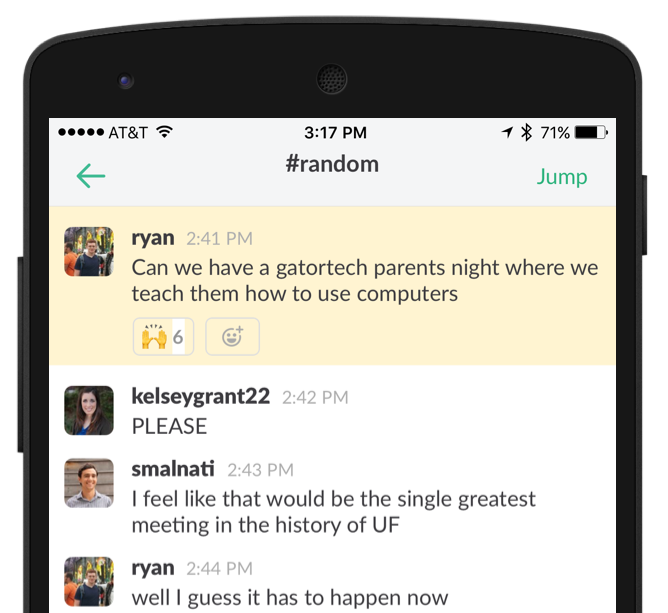 AT&T 3:17 PM 71%
#random
Jump
ryan 2:41 PM
Can we have a gatortech parents night where we
teach them how to use computers
6
kelseygrant22 2:42 PM
PLEASE
smalnati 2:43 PM
I feel like that would be the single greatest
meeting in the history of UF
ryan 2:44 PM
well I guess it has to happen now